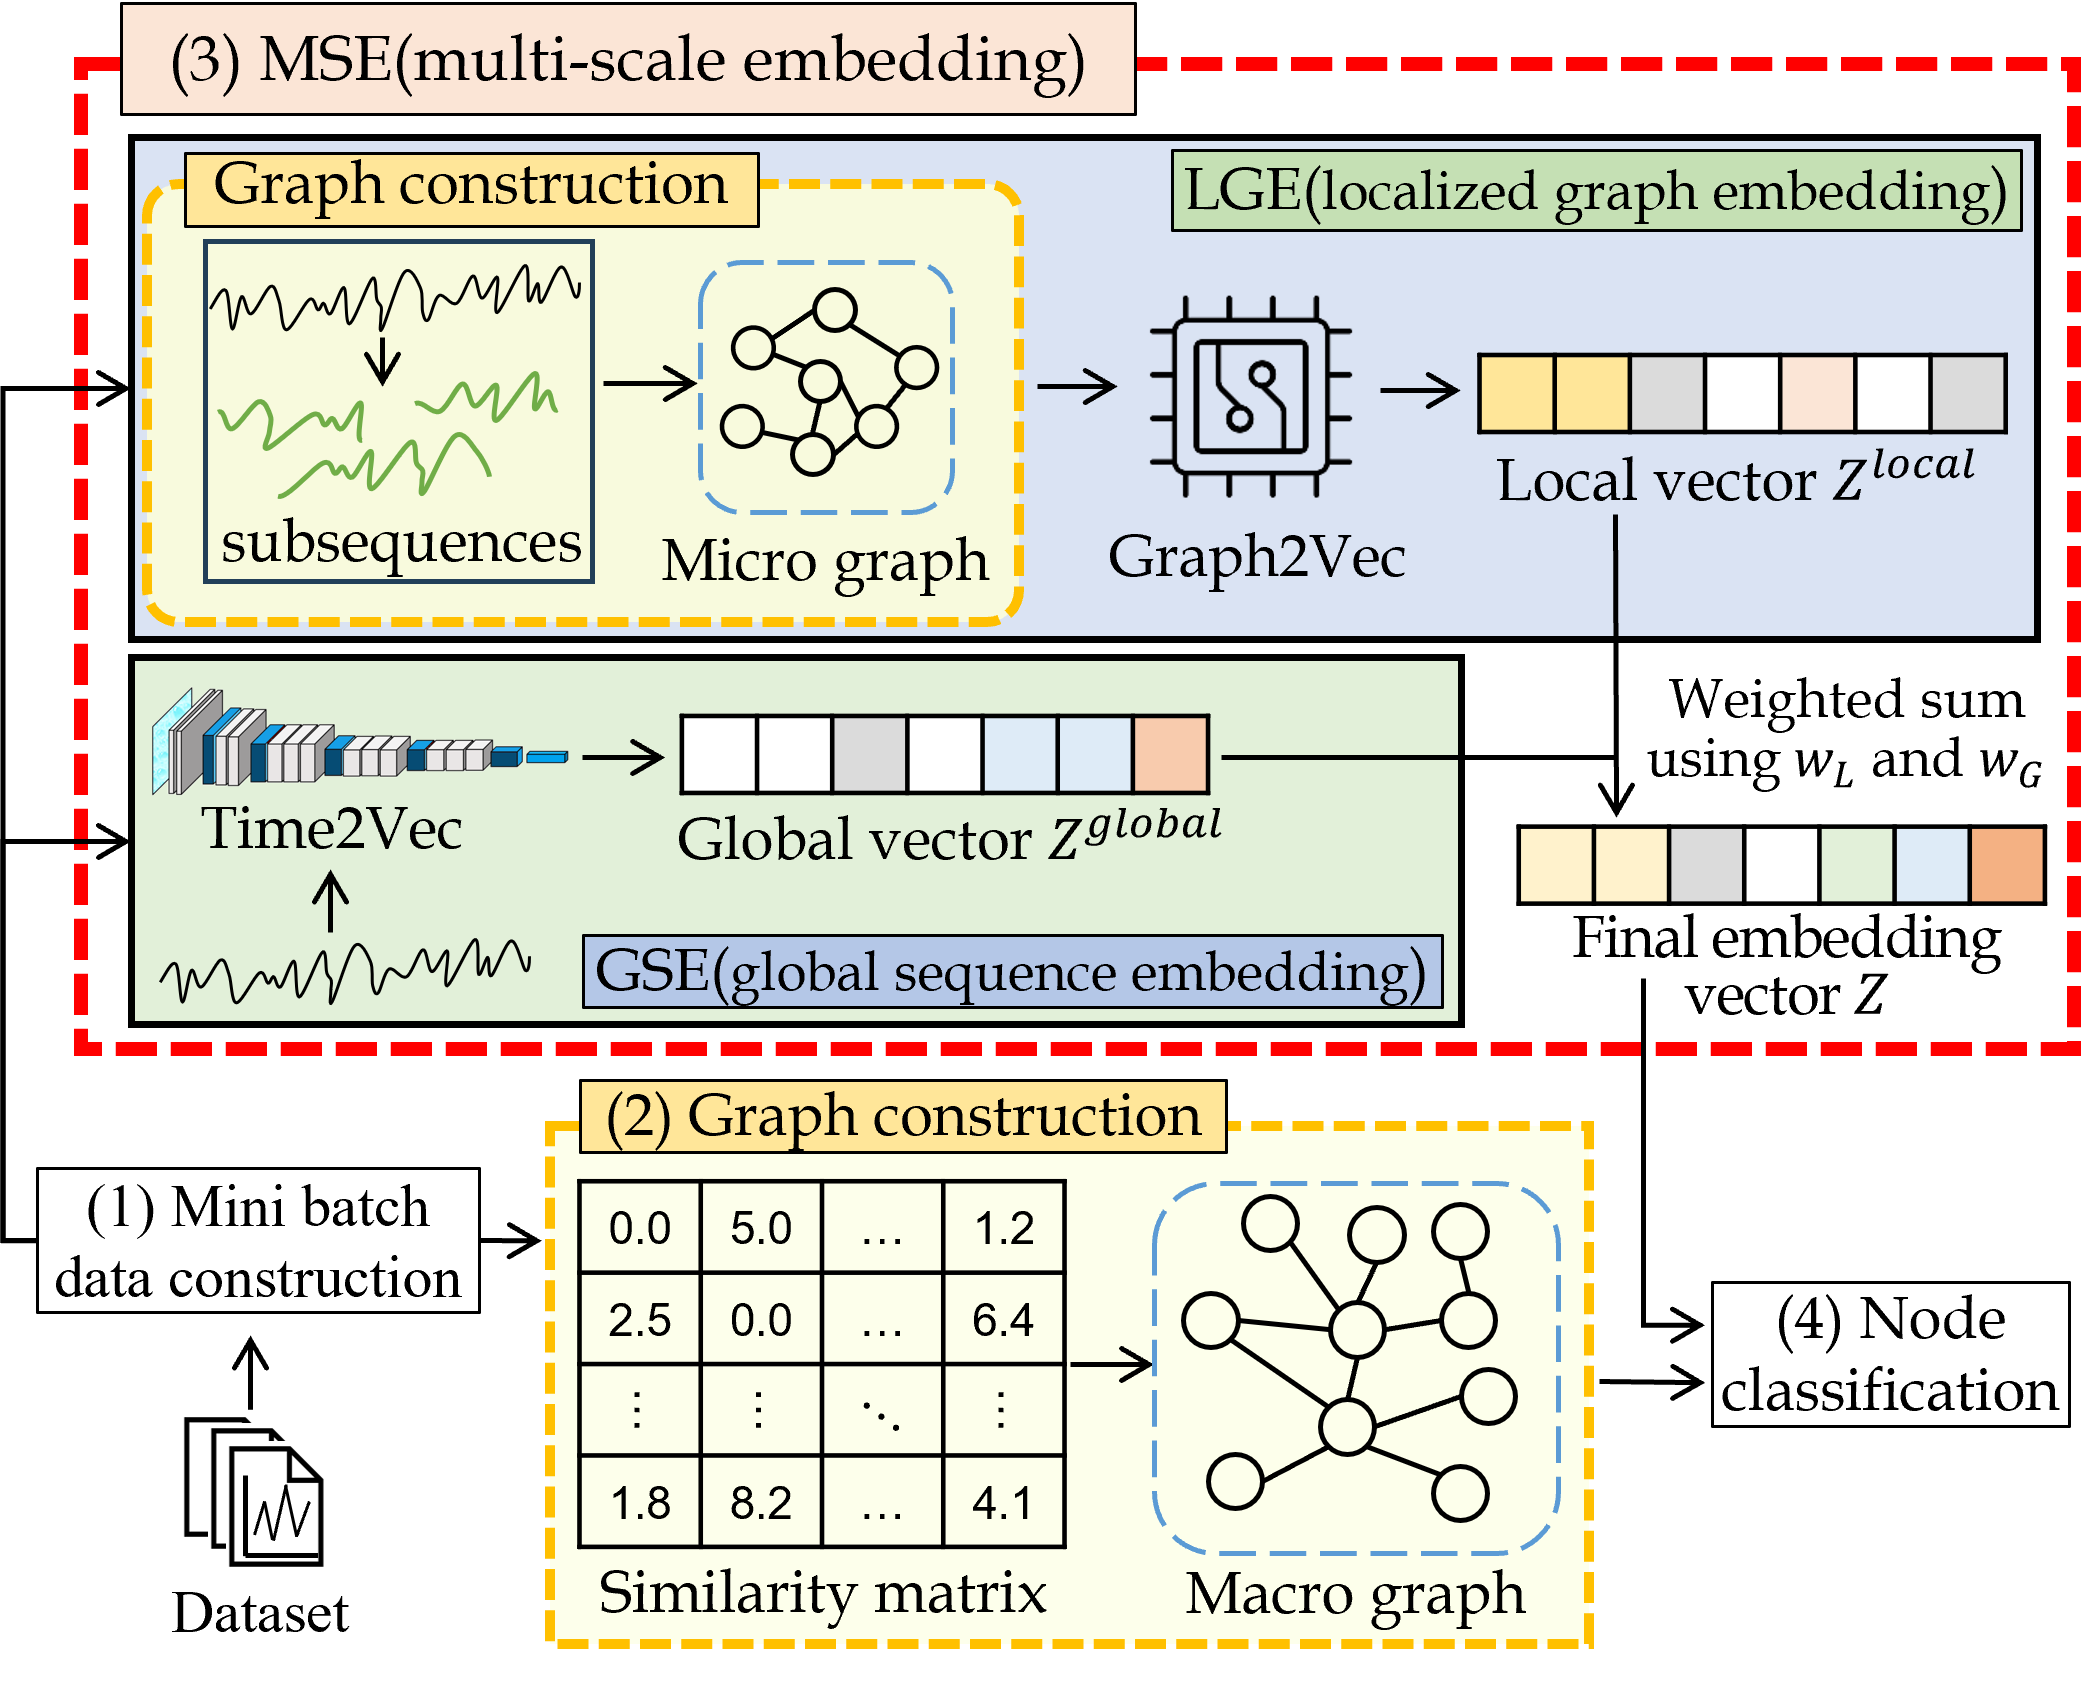 (3) MSE(multi-scale embedding)
Graph construction
LGE(localized graph embedding)
subsequences
Micro graph
Graph2Vec
Local vector Z^local
Weighted sum
using w_L and w_G
Time2Vec
Global vector Z^global
GSE(global sequence embedding)
Final embedding
vector Z
(2) Graph construction
(1) Mini batch
data construction
0.0 5.0 ... 1.2
2.5 0.0 ... 6.4
⋮ ⋮ ⋱ ⋮
1.8 8.2 ... 4.1
Similarity matrix
Macro graph
(4) Node
classification
Dataset